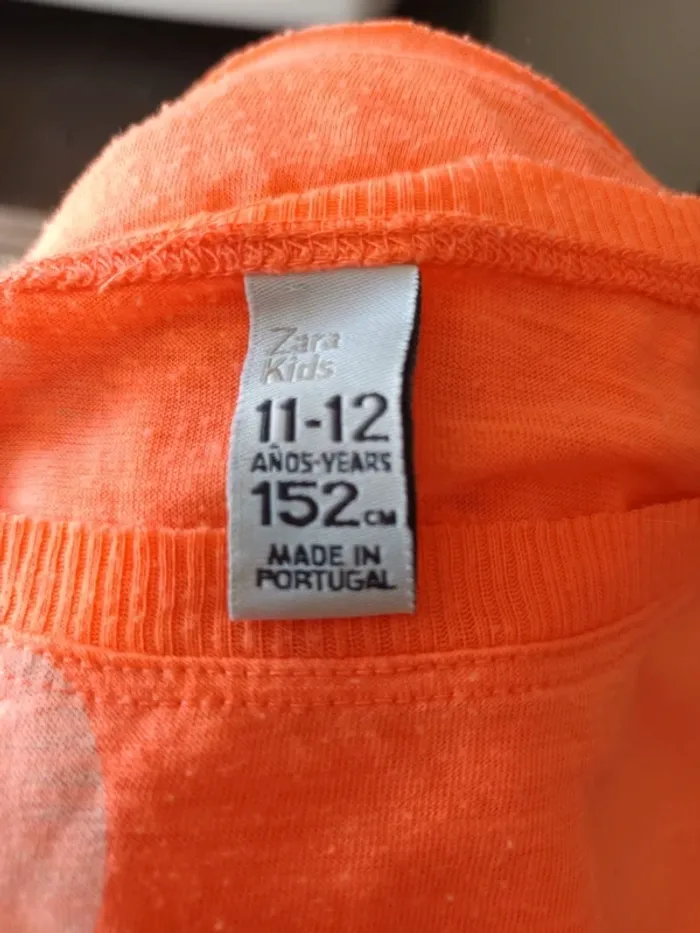 Zara
Kids
11-12
AÑOS-YEARS
152CM
MADE IN
PORTUGAL